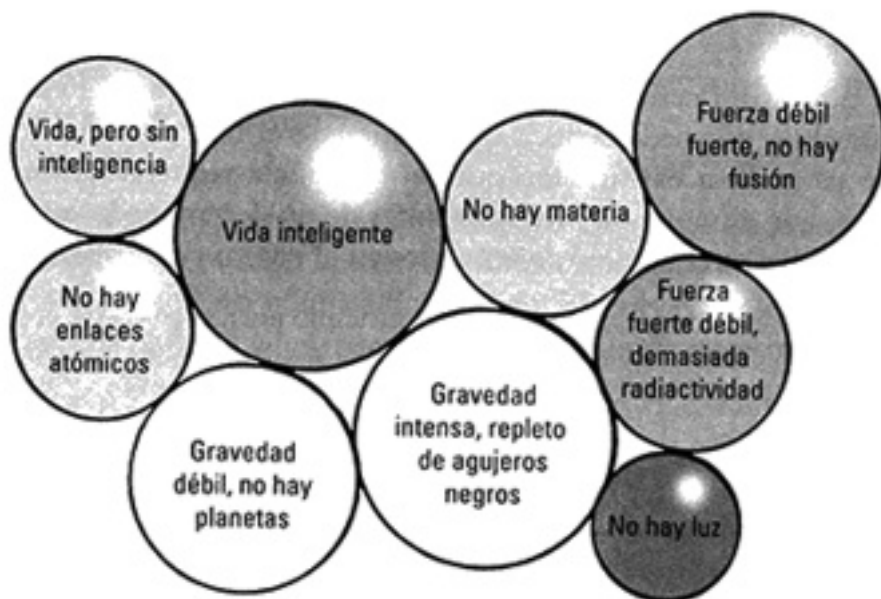 Vida, pero sin
inteligencia
Vida inteligente
No hay materia
Fuerza débil
fuerte, no hay
fusión
No hay
enlaces
atómicos
Fuerza
fuerte débil,
demasiada
radiactividad
Gravedad
débil, no hay
planetas
Gravedad
intensa, repleto
de agujeros
negros
No hay luz